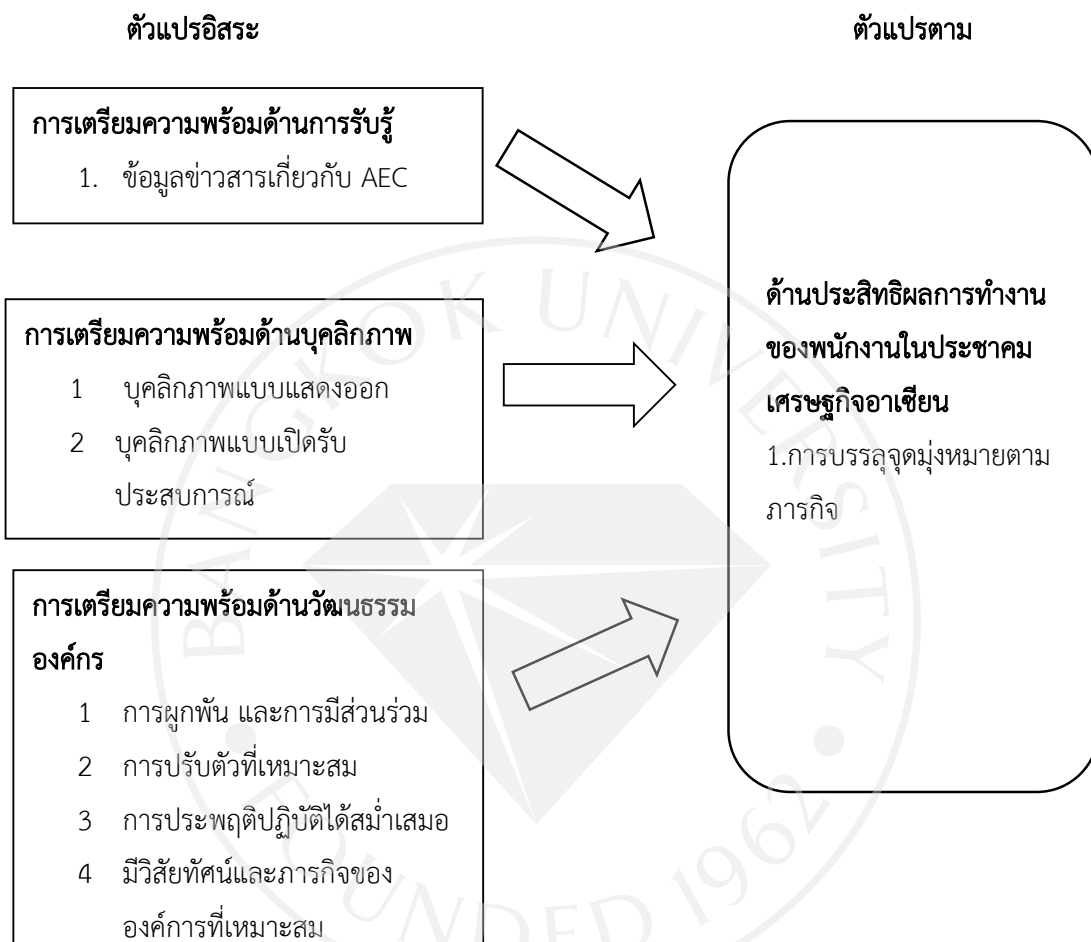 ตัวแปรอิสระ
ตัวแปรตาม
การเตรียมความพร้อมด้านการรับรู้
1. ข้อมูลข่าวสารเกี่ยวกับ AEC
การเตรียมความพร้อมด้านบุคลิกภาพ
1 บุคลิกภาพแบบแสดงออก
2 บุคลิกภาพแบบเปิดรับ
ประสบการณ์
การเตรียมความพร้อมด้านวัฒนธรรม
องค์กร
1 การผูกพัน และการมีส่วนร่วม
2 การปรับตัวที่เหมาะสม
3 การประพฤติปฏิบัติได้สม่ำเสมอ
4 มีวิสัยทัศน์และภารกิจของ
องค์การที่เหมาะสม
ด้านประสิทธิผลการทำงาน
ของพนักงานในประชาคม
เศรษฐกิจอาเซียน
1.การบรรลุจุดมุ่งหมายตาม
ภารกิจ
BANGKOK UNIVERSITY
FOUNDED 1962